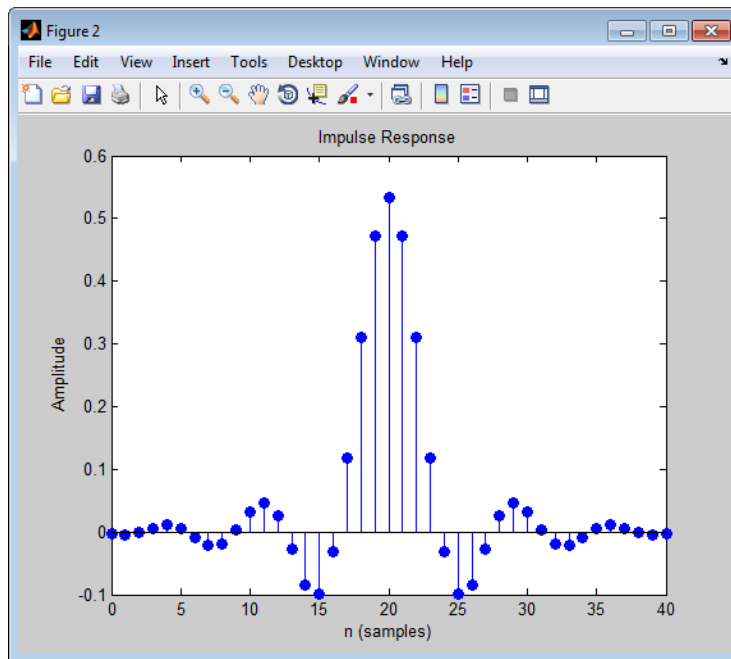 Figure 2
File Edit View Insert Tools Desktop Window Help
Impulse Response
0.6
0.5
0.4
0.3
0.2
0.1
0
-0.1
Amplitude
0 5 10 15 20 25 30 35 40
n (samples)